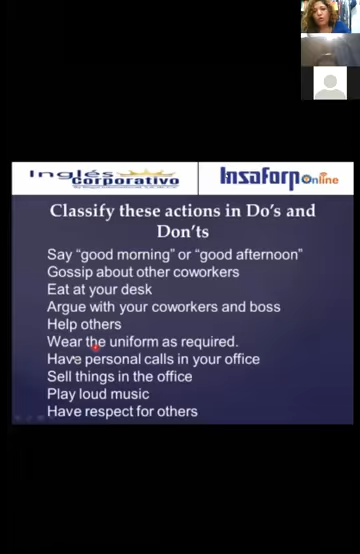 Inglés
corporativo
Insaforp online
Classify these actions in Do's and
Don'ts
Say "good morning" or "good afternoon"
Gossip about other coworkers
Eat at your desk
Argue with your coworkers and boss
Help others
Wear the uniform as required.
Have personal calls in your office
Sell things in the office
Play loud music
Have respect for others